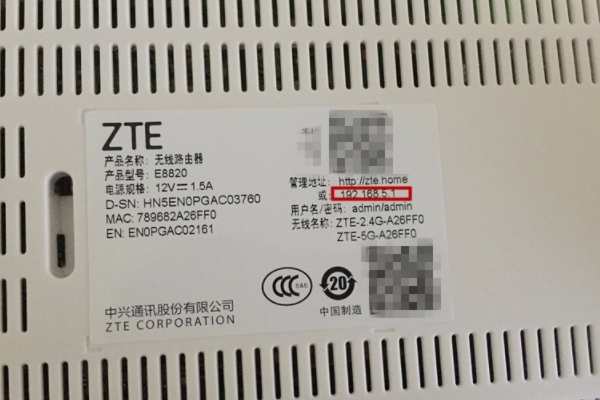 ZTE
产品名称: 无线路由器
产品型号: E8820
电源规格: 12V⎓1.5A
D-SN: HN5EN0PGAC03760
MAC: 789682A26FF0
EN: EN0PGAC02161
管理地址: http://zte.home
或: 192.168.5.1
用户名/密码: admin/admin
无线名称: ZTE-2.4G-A26FF0
ZTE-5G-A26FF0
CCC S&E
20
中国制造
中兴通讯股份有限公司
ZTE CORPORATION